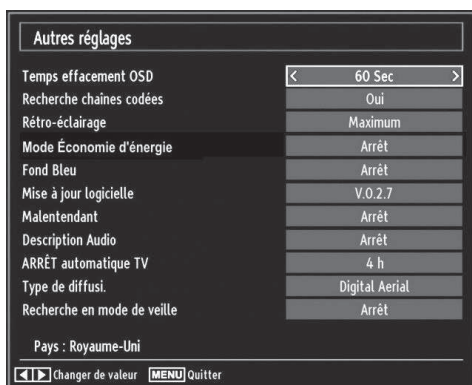 Autres réglages
Temps effacement OSD < 60 Sec >
Recherche chaînes codées Oui
Rétro-éclairage Maximum
Mode Économie d'énergie Arrêt
Fond Bleu Arrêt
Mise à jour logicielle V.0.2.7
Malentendant Arrêt
Description Audio Arrêt
ARRÊT automatique TV 4 h
Type de diffusi. Digital Aerial
Recherche en mode de veille Arrêt
Pays : Royaume-Uni
Changer de valeur MENU Quitter